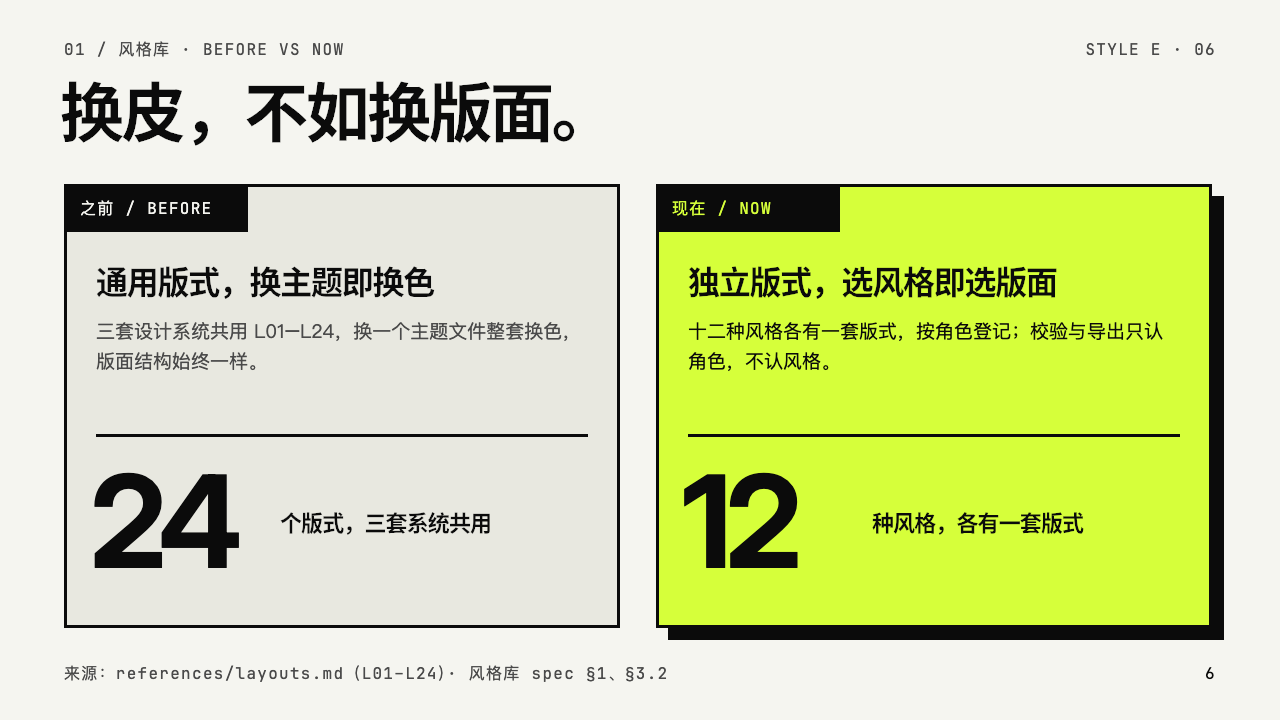 01 / 风格库 · BEFORE VS NOW
STYLE E · 06
换皮，不如换版面。
之前 / BEFORE
通用版式，换主题即换色
三套设计系统共用 L01—L24，换一个主题文件整套换色，
版面结构始终一样。
24
个版式，三套系统共用
现在 / NOW
独立版式，选风格即选版面
十二种风格各有一套版式，按角色登记；校验与导出只认
角色，不认风格。
12
种风格，各有一套版式
来源：references/layouts.md（L01–L24）· 风格库 spec §1、§3.2
6